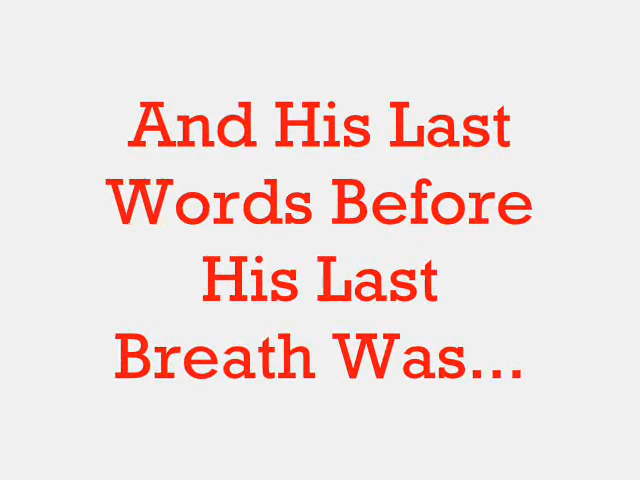 And His Last
Words Before
His Last
Breath Was...